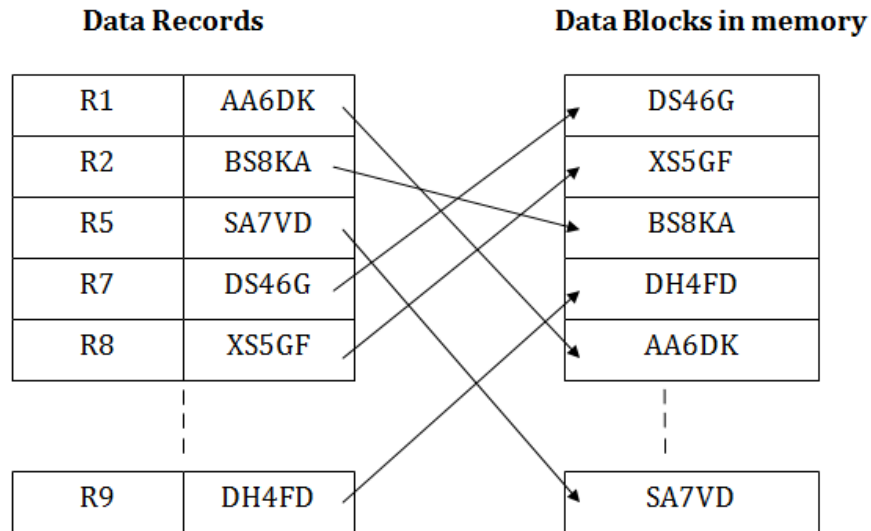 Data Records Data Blocks in memory
R1 AA6DK DS46G
R2 BS8KA XS5GF
R5 SA7VD BS8KA
R7 DS46G DH4FD
R8 XS5GF AA6DK
R9 DH4FD SA7VD